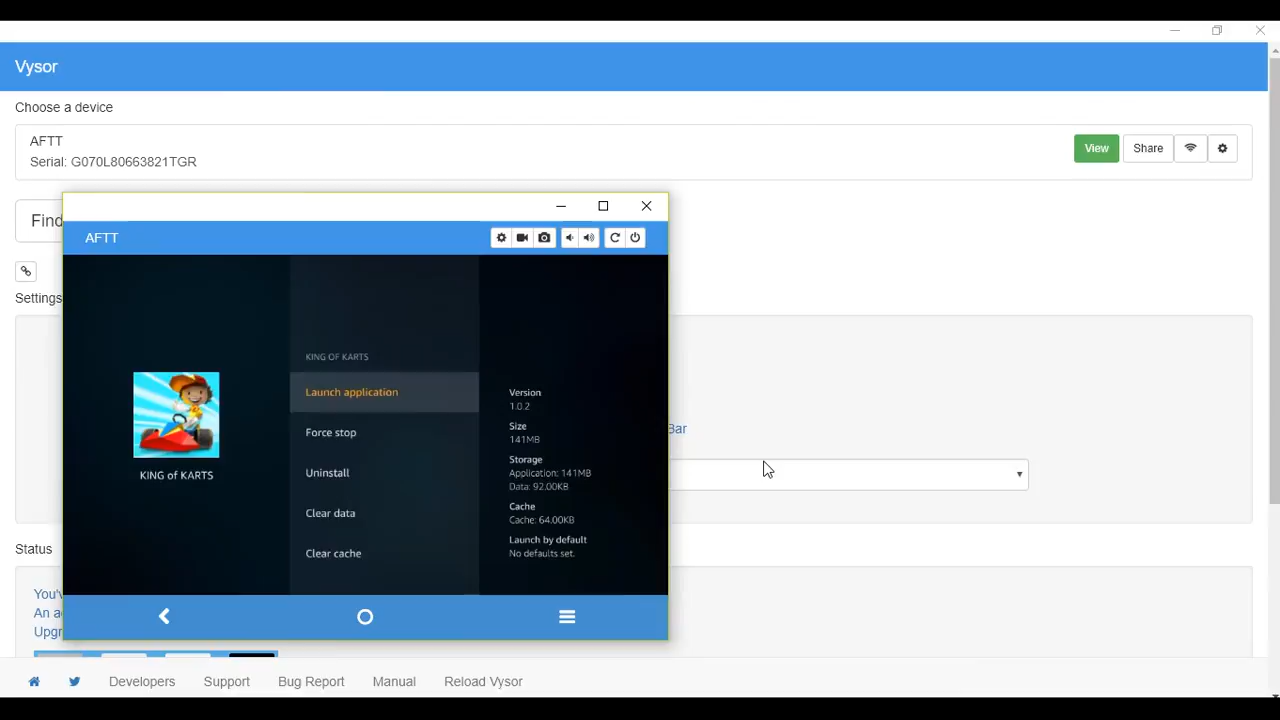 Vysor
Choose a device
AFTT
Serial: G070L80663821TGR
View
Share
Find
Settings
AFTT
KING OF KARTS
Launch application
Force stop
Uninstall
Clear data
Clear cache
KING of KARTS
Version
1.0.2
Size
141MB
Storage
Application: 141MB
Data: 92.00KB
Cache
Cache: 64.00KB
Launch by default
No defaults set.
Bar
Status
You'v
An a
Upgr
Developers
Support
Bug Report
Manual
Reload Vysor